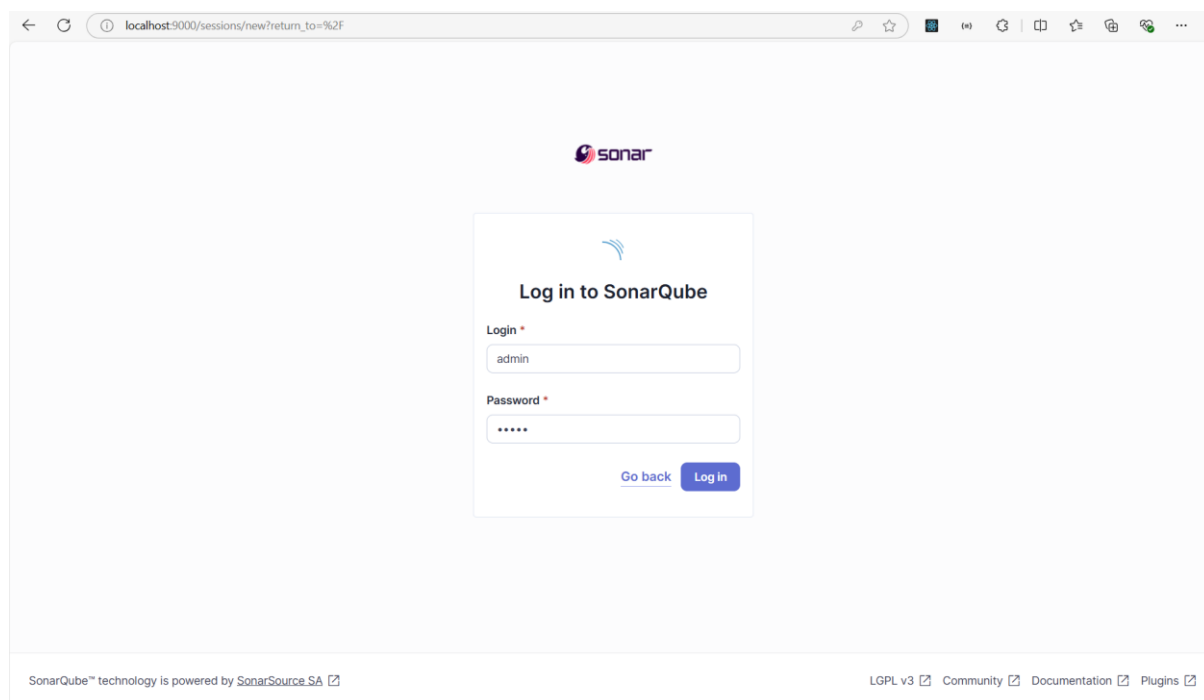 localhost:9000/sessions/new?return_to=%2F
sonar
Log in to SonarQube
Login *
admin
Password *
•••••
Go back Log in
SonarQube™ technology is powered by SonarSource SA LGPL v3 Community Documentation Plugins